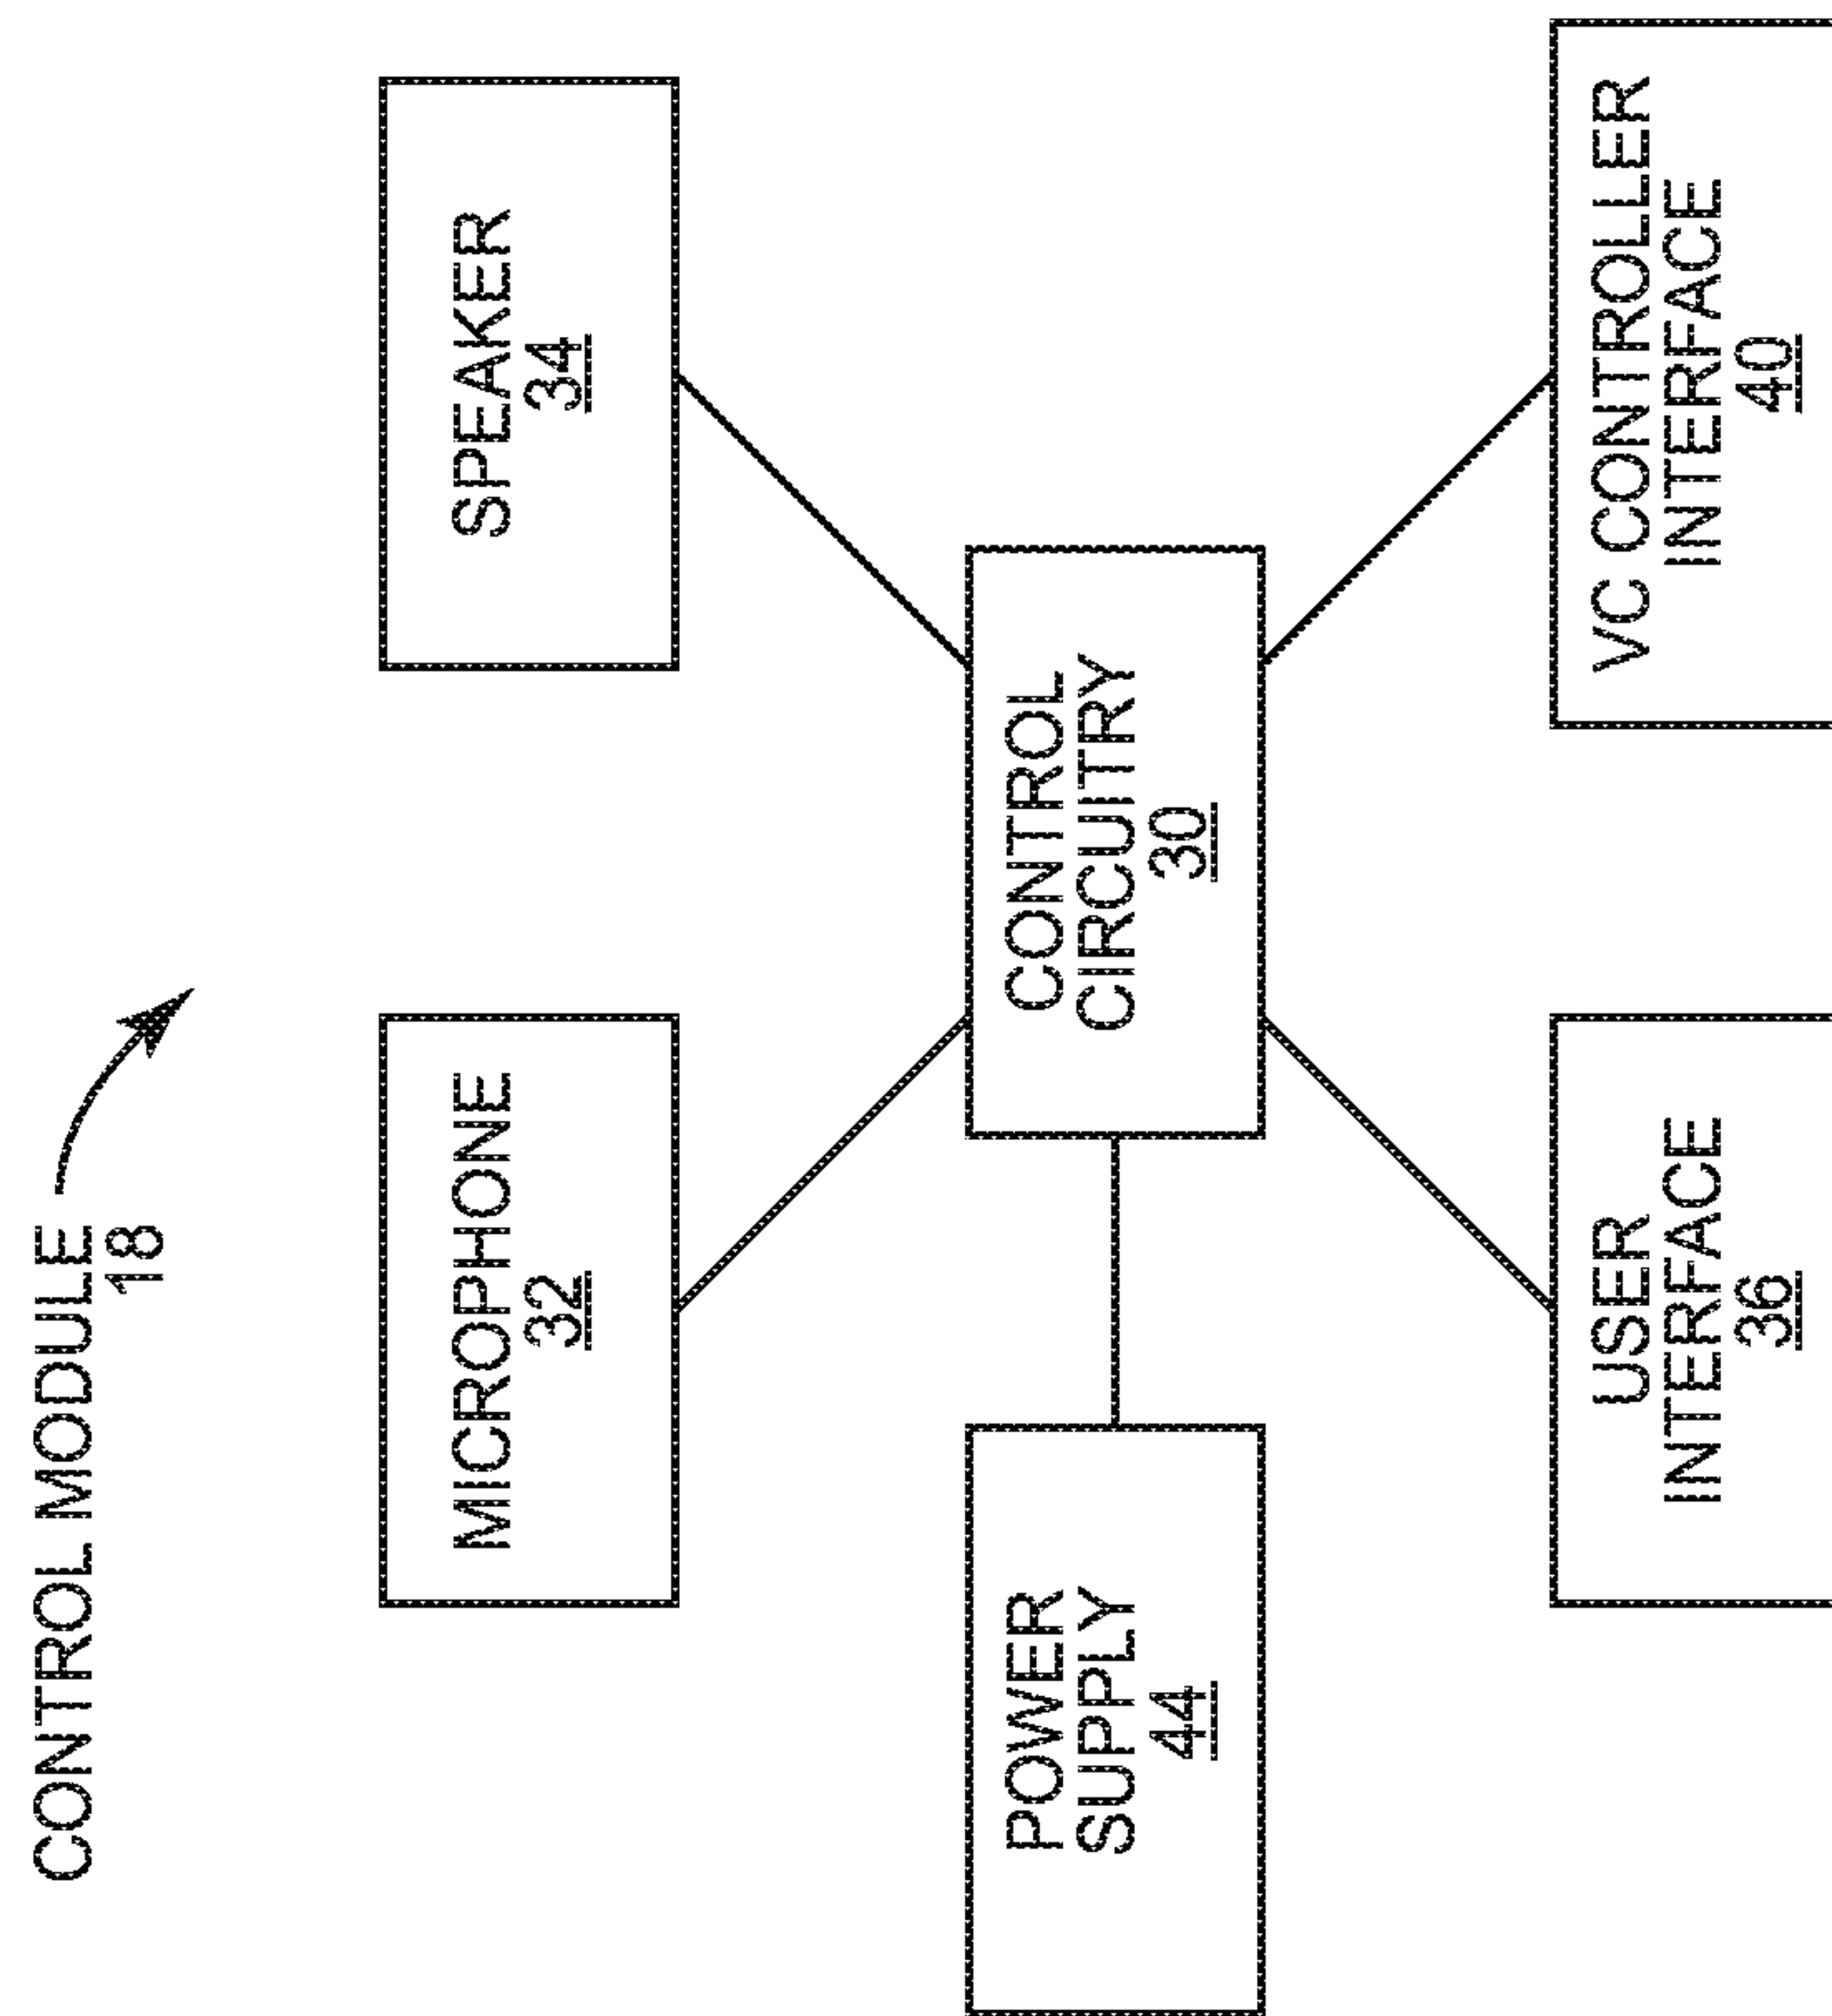 CONTROL MODULE
18
MICROPHONE
32
SPEAKER
34
POWER
SUPPLY
44
CONTROL
CIRCUITRY
30
USER
INTERFACE
36
VC CONTROLLER
INTERFACE
40